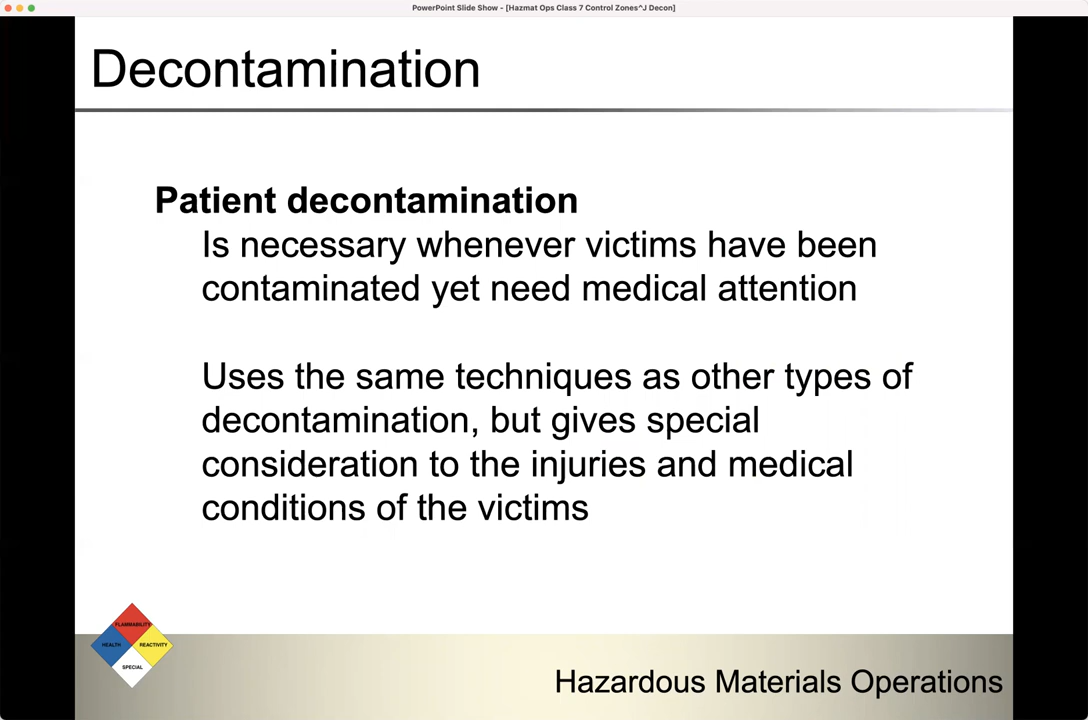 PowerPoint Slide Show - [Hazmat Ops Class 7 Control Zones^J Decon]
Decontamination
Patient decontamination
Is necessary whenever victims have been
contaminated yet need medical attention
Uses the same techniques as other types of
decontamination, but gives special
consideration to the injuries and medical
conditions of the victims
FLAMMABILITY
HEALTH
REACTIVITY
SPECIAL
Hazardous Materials Operations